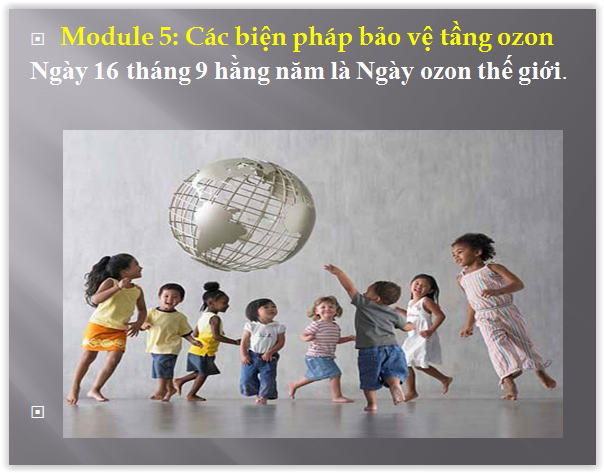 Module 5: Các biện pháp bảo vệ tầng ozon
Ngày 16 tháng 9 hằng năm là Ngày ozon thế giới.